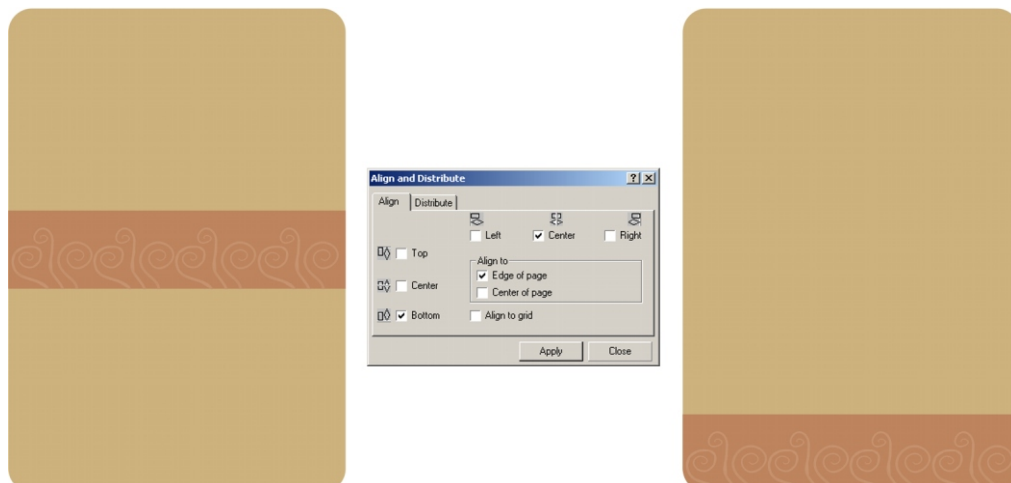 Align and Distribute
Align Distribute
Left Center Right
Top
Align to
Edge of page
Center
Center of page
Bottom Align to grid
Apply Close